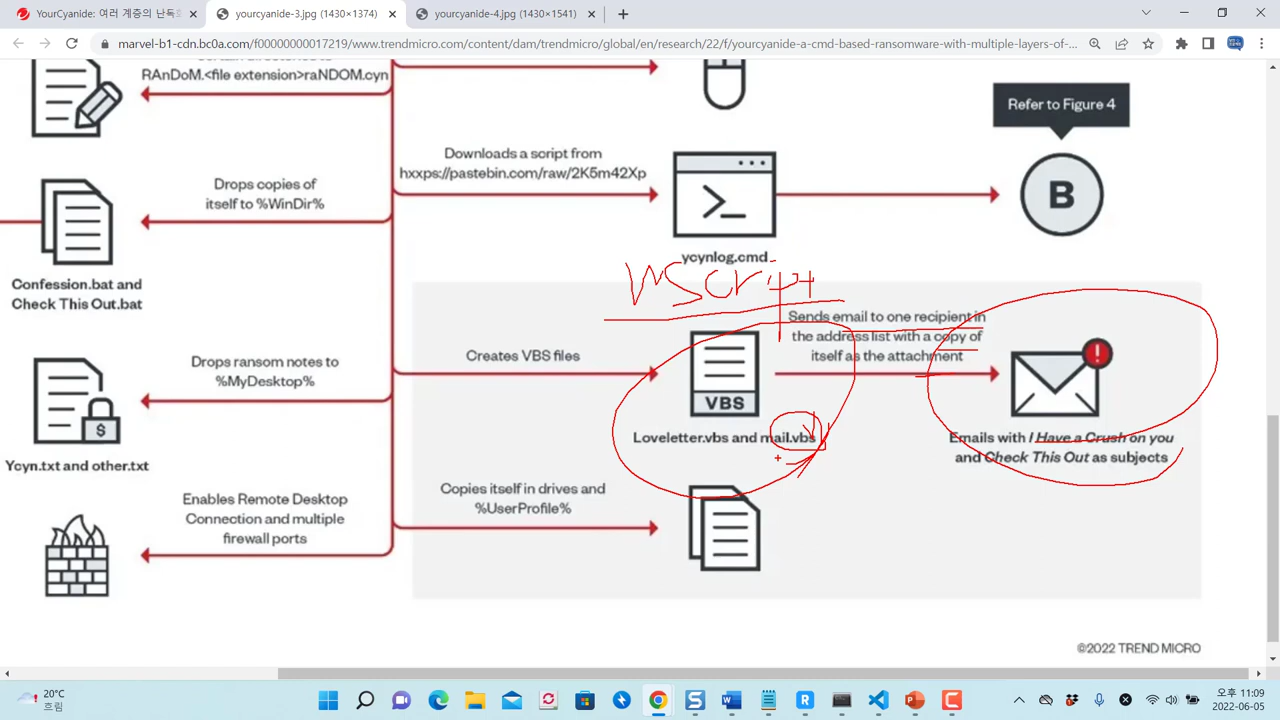 YourCyanide: 여러 계층의 난독화
yourcyanide-3.jpg (1430×1374)
yourcyanide-4.jpg (1430×1541)
marvel-b1-cdn.bc0a.com/f00000000017219/www.trendmicro.com/content/dam/trendmicro/global/en/research/22/f/yourcyanide-a-cmd-based-ransomware-with-multiple-layers-of-...
RAnDoM.<file extension>raNDOM.cyn
Refer to Figure 4
Downloads a script from
hxxps://pastebin.com/raw/2K5m42Xp
B
Drops copies of
itself to %WinDir%
ycynlog.cmd
Confession.bat and
Check This Out.bat
WScript
Sends email to one recipient in
the address list with a copy of
itself as the attachment
Creates VBS files
Drops ransom notes to
%MyDesktop%
VBS
Loveletter.vbs and mail.vbs
Emails with I Have a Crush on you
and Check This Out as subjects
Ycyn.txt and other.txt
Copies itself in drives and
%UserProfile%
Enables Remote Desktop
Connection and multiple
firewall ports
©2022 TREND MICRO
20°C
흐림
오후 11:09
2022-06-05